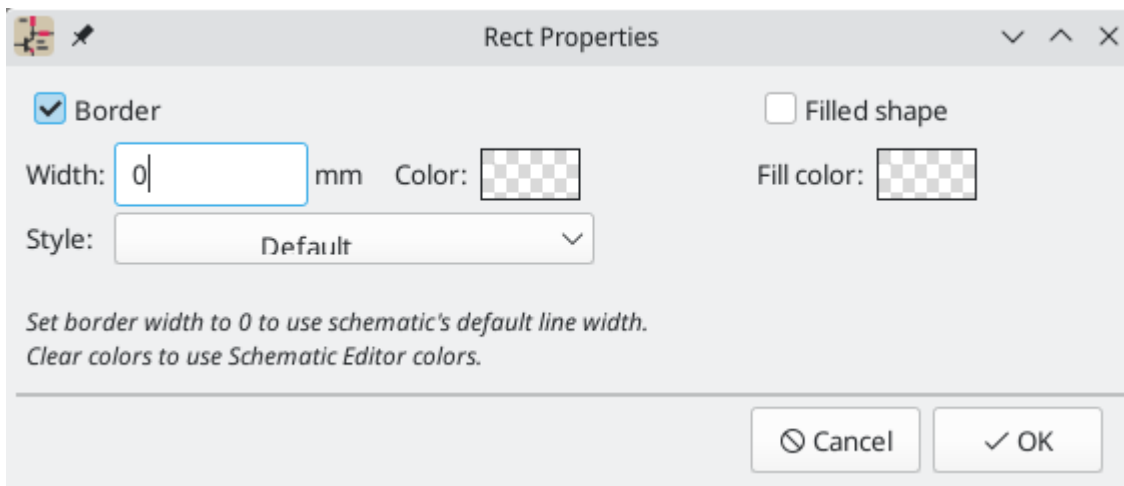 Rect Properties
Border
Filled shape
Width: 0 mm Color:
Fill color:
Style: Default
Set border width to 0 to use schematic's default line width.
Clear colors to use Schematic Editor colors.
Cancel
OK